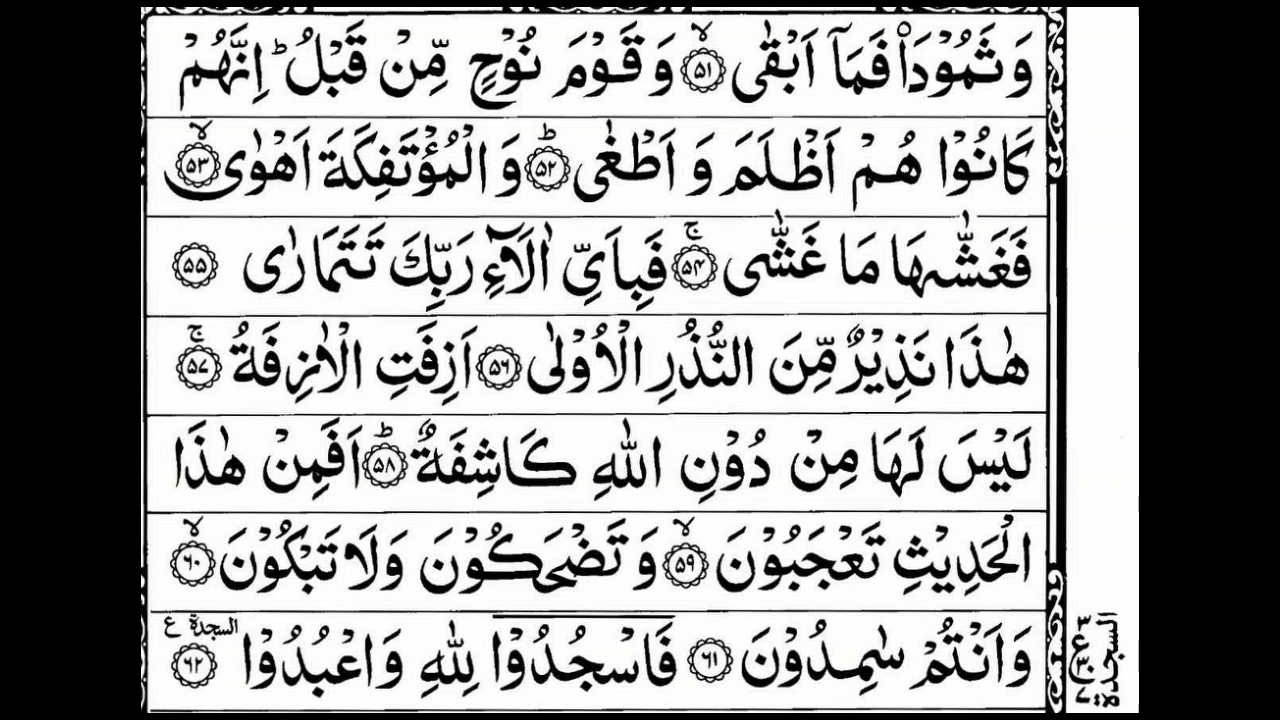 وَ ثَمُوْدَا۟ فَمَاۤ اَبْقٰى ۙ﴿۵۱﴾ وَ قَوْمَ نُوْحٍ مِّنْ قَبْلُ ؕ اِنَّهُمْ
كَانُوْا هُمْ اَظْلَمَ وَ اَطْغٰى ؕ﴿۵۲﴾ وَ الْمُؤْتَفِكَةَ اَهْوٰى ۙ﴿۵۳﴾
فَغَشّٰىهَا مَا غَشّٰى ۚ﴿۵۴﴾ فَبِاَىِّ اٰلَآءِ رَبِّكَ تَتَمَارٰى ﴿۵۵﴾
هٰذَا نَذِيْرٌ مِّنَ النُّذُرِ الْاُوْلٰى ﴿۵۶﴾ اَزِفَتِ الْاٰزِفَةُ ۚ﴿۵۷﴾
لَيْسَ لَهَا مِنْ دُوْنِ اللّٰهِ كَاشِفَةٌ ؕ﴿۵۸﴾ اَفَمِنْ هٰذَا
الْحَدِيْثِ تَعْجَبُوْنَ ۙ﴿۵۹﴾ وَ تَضْحَكُوْنَ وَلَا تَبْكُوْنَ ۙ﴿۶۰﴾
وَ اَنْتُمْ سٰمِدُوْنَ ﴿۶۱﴾ فَاسْجُدُوْا لِلّٰهِ وَ اعْبُدُوْا ﴿۶۲﴾ السجدة ع
السجدة